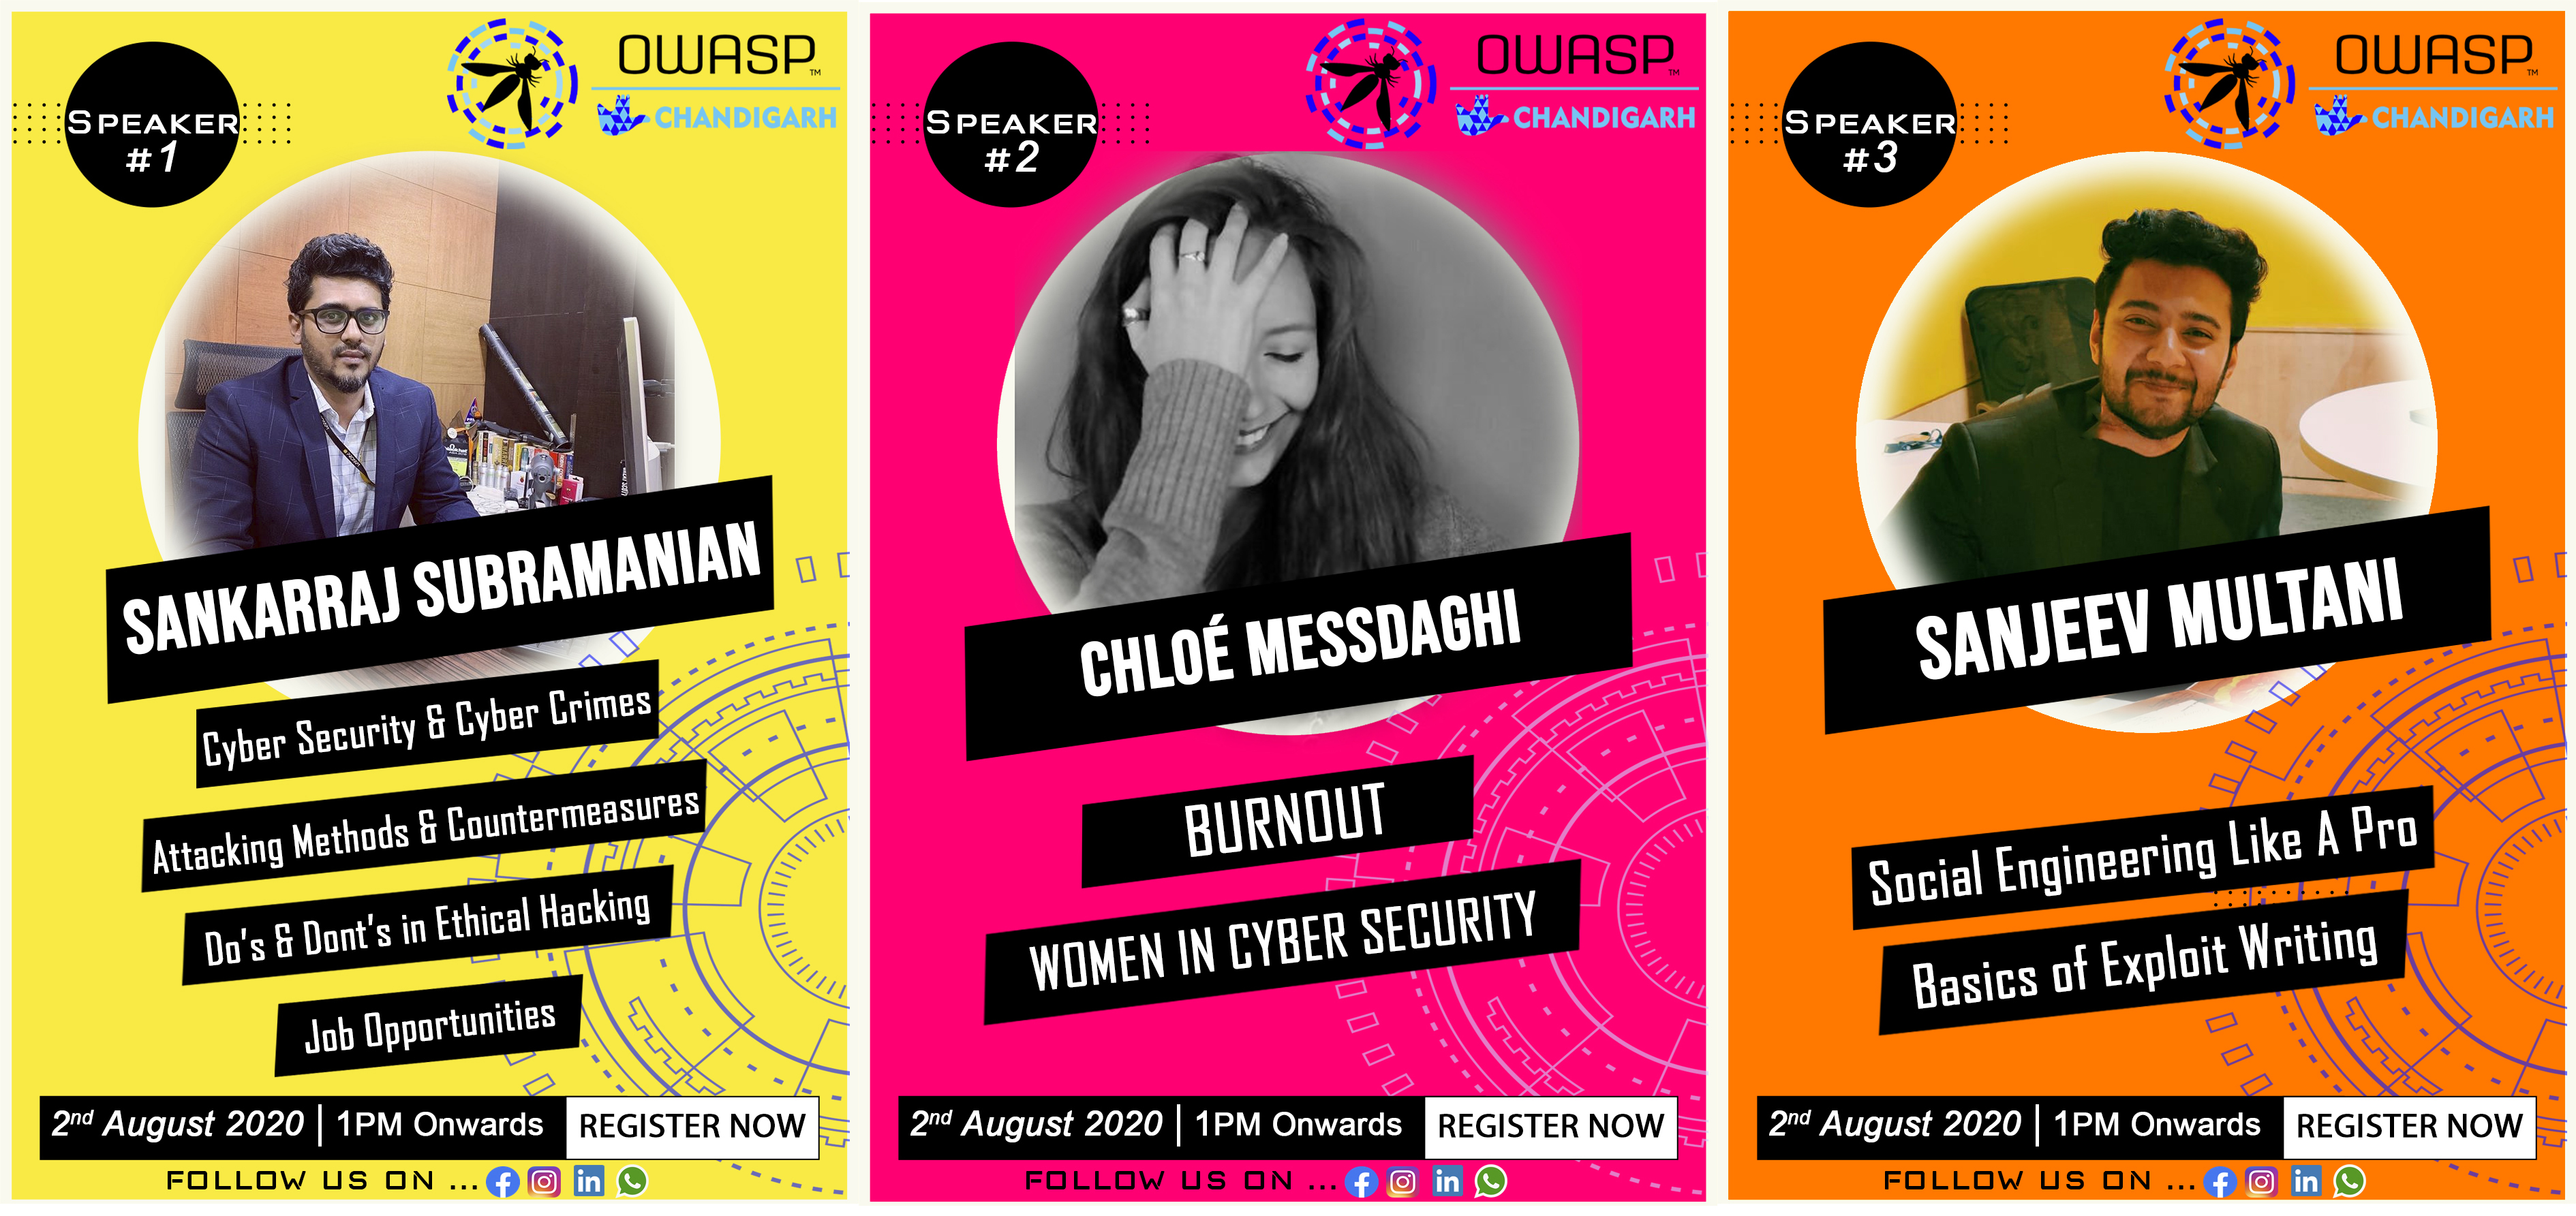 SPEAKER
#1
OWASP™
CHANDIGARH
SANKARRAJ SUBRAMANIAN
Cyber Security & Cyber Crimes
Attacking Methods & Countermeasures
Do's & Dont's in Ethical Hacking
Job Opportunities
2nd August 2020 | 1PM Onwards
REGISTER NOW
FOLLOW US ON ...
SPEAKER
#2
OWASP™
CHANDIGARH
CHLOÉ MESSDAGHI
BURNOUT
WOMEN IN CYBER SECURITY
2nd August 2020 | 1PM Onwards
REGISTER NOW
FOLLOW US ON ...
SPEAKER
#3
OWASP™
CHANDIGARH
SANJEEV MULTANI
Social Engineering Like A Pro
Basics of Exploit Writing
2nd August 2020 | 1PM Onwards
REGISTER NOW
FOLLOW US ON ...